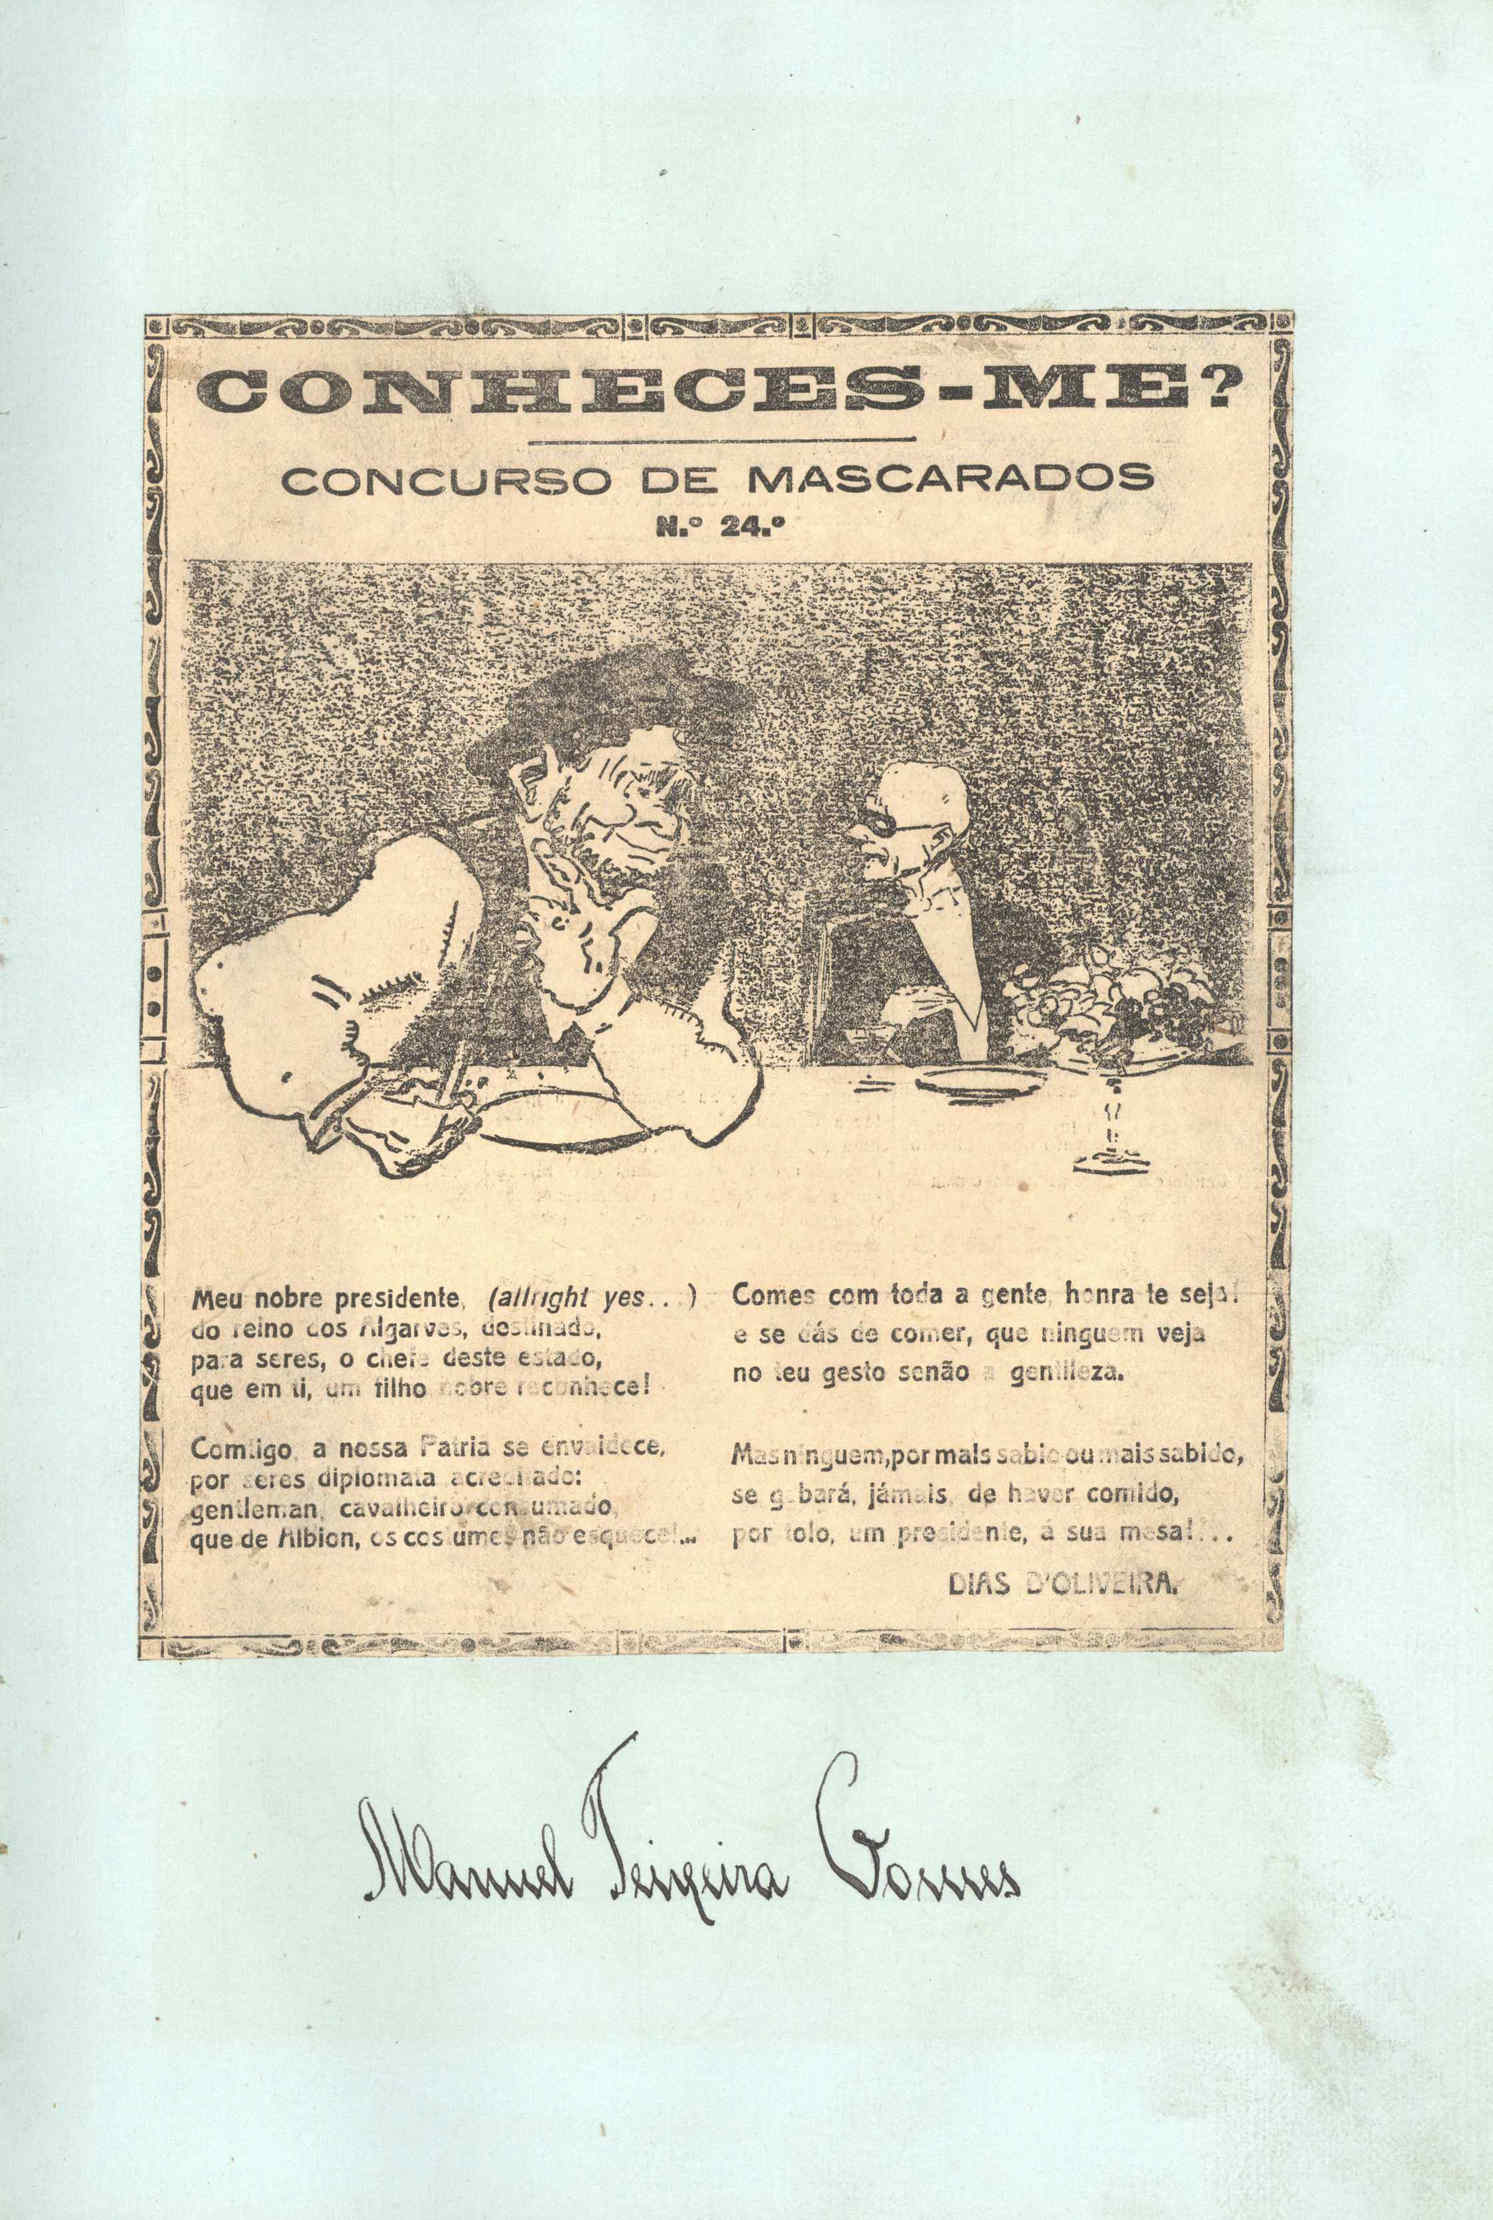 CONHECES-ME?
CONCURSO DE MASCARADOS
N.º 24.º
Meu nobre presidente, (allright yes...)
do reino dos Algarves, destinado,
para seres, o chefe deste estado,
que em ti, um filho nobre reconhece!
Comtigo, a nossa Patria se envaidece,
por seres diplomata acreditado:
gentleman, cavalheiro consumado,
que de Albion, os costumes não esquece!...
Comes com toda a gente, honra te seja!
e se dás de comer, que ninguem veja
no teu gesto senão a gentileza.
Mas ninguem, por mais sabio ou mais sabido,
se gabará, jámais, de haver comido,
por tolo, um presidente, á sua mesa!...
DIAS D'OLIVEIRA.
Manuel Teixeira Gomes